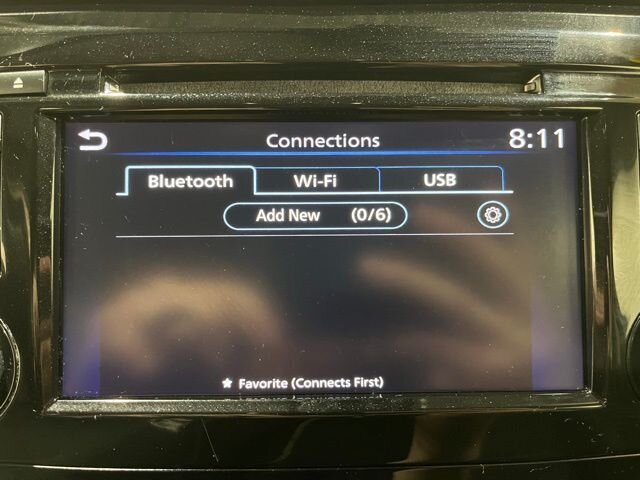 Connections 8:11
Bluetooth Wi-Fi USB
Add New (0/6)
★ Favorite (Connects First)